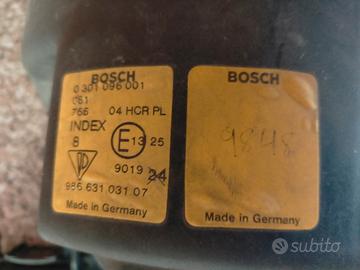 BOSCH
0 301 096 001
061
766 04 HCR PL
INDEX
8
E 13 25
9019 24
986 631 031 07
Made in Germany
BOSCH
9848
Made in Germany
subito